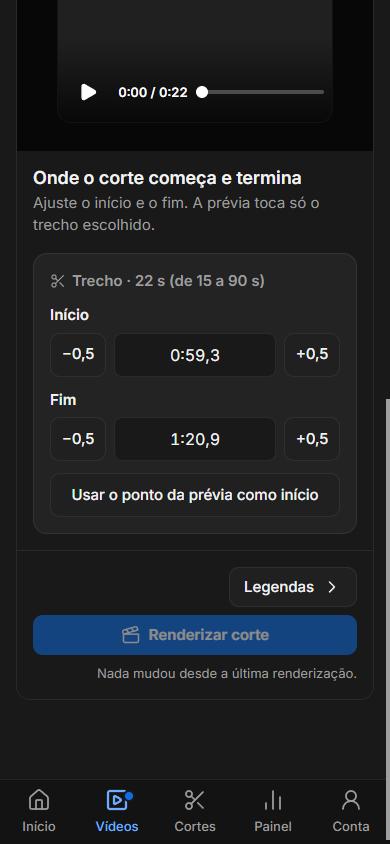 0:00 / 0:22
Onde o corte começa e termina
Ajuste o início e o fim. A prévia toca só o
trecho escolhido.
Trecho · 22 s (de 15 a 90 s)
Início
−0,5
0:59,3
+0,5
Fim
−0,5
1:20,9
+0,5
Usar o ponto da prévia como início
Legendas
Renderizar corte
Nada mudou desde a última renderização.
Início
Vídeos
Cortes
Painel
Conta